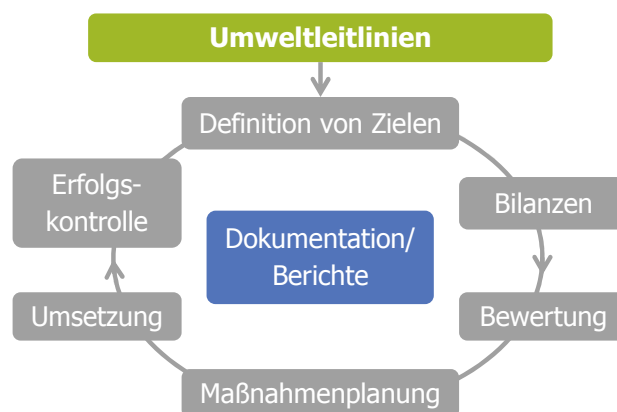 Umweltleitlinien
Definition von Zielen
Erfolgs-
kontrolle
Bilanzen
Dokumentation/
Berichte
Umsetzung
Bewertung
Maßnahmenplanung